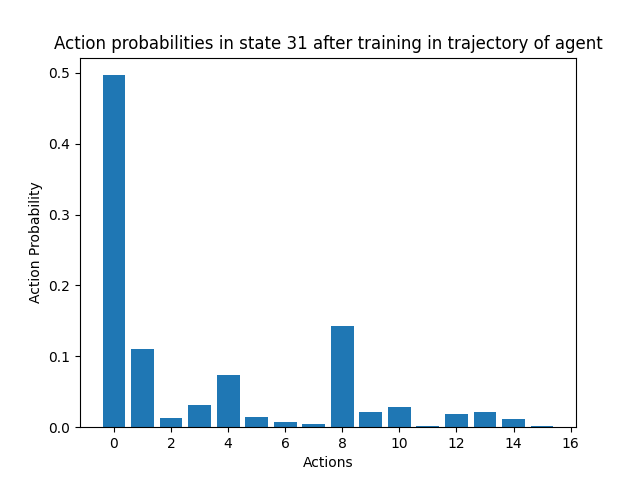 Action probabilities in state 31 after training in trajectory of agent
0.5
0.4
0.3
0.2
0.1
0.0
Action Probability
0 2 4 6 8 10 12 14 16
Actions